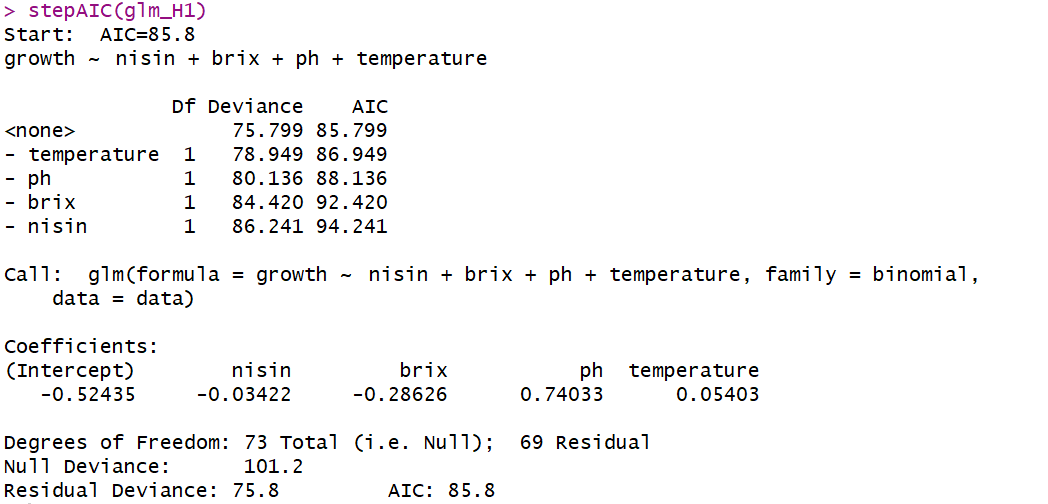 > stepAIC(glm_H1)
Start:  AIC=85.8
growth ~ nisin + brix + ph + temperature

              Df Deviance    AIC
<none>             75.799 85.799
- temperature  1   78.949 86.949
- ph           1   80.136 88.136
- brix         1   84.420 92.420
- nisin        1   86.241 94.241

Call:  glm(formula = growth ~ nisin + brix + ph + temperature, family = binomial,
    data = data)

Coefficients:
(Intercept)        nisin         brix           ph  temperature
   -0.52435     -0.03422     -0.28626      0.74033      0.05403

Degrees of Freedom: 73 Total (i.e. Null);  69 Residual
Null Deviance:      101.2
Residual Deviance: 75.8        AIC: 85.8